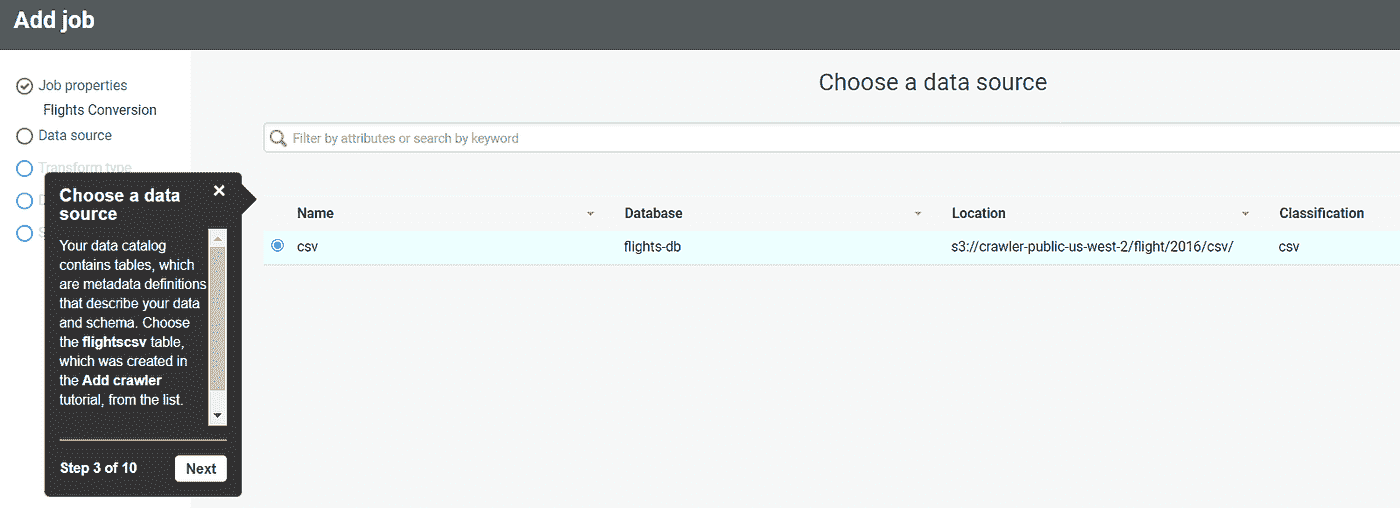 Add job
Job properties
Flights Conversion
Data source
Transform type
Choose a data source
Filter by attributes or search by keyword
Name Database Location Classification
csv flights-db s3://crawler-public-us-west-2/flight/2016/csv/ csv
Choose a data
source
Your data catalog
contains tables, which
are metadata definitions
that describe your data
and schema. Choose
the flightscsv table,
which was created in
the Add crawler
tutorial, from the list.
Step 3 of 10 Next